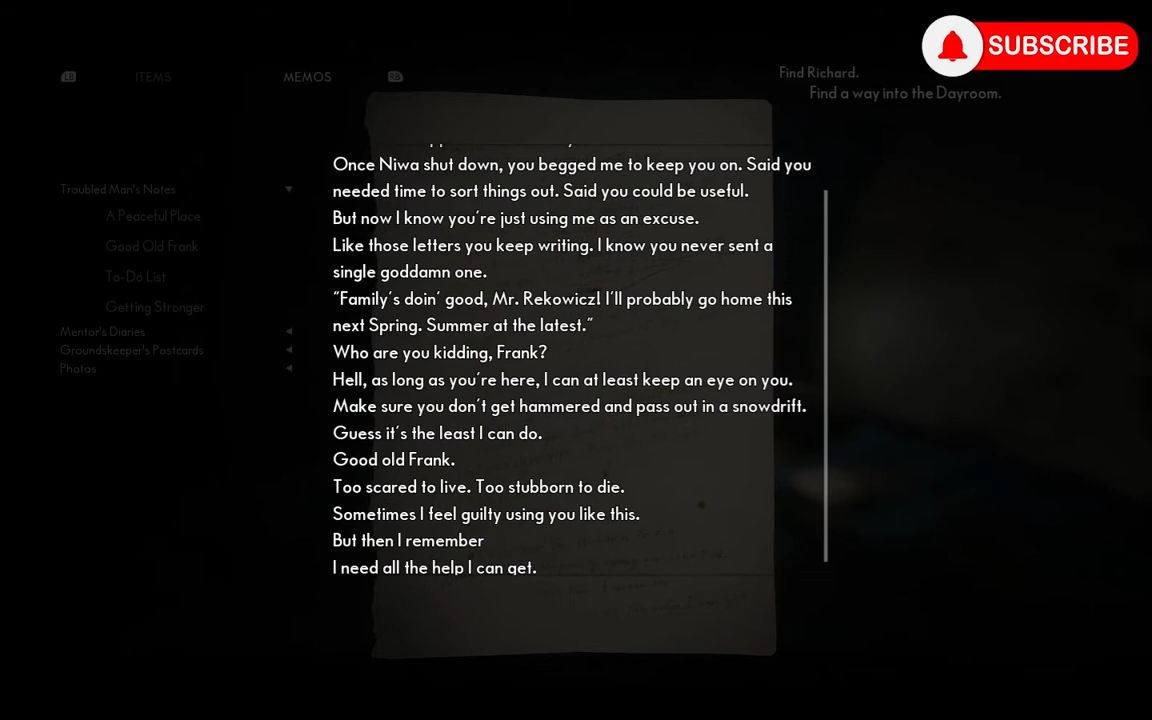 SUBSCRIBE
LB ITEMS MEMOS RB
Find Richard.
Find a way into the Dayroom.
Troubled Man's Notes
A Peaceful Place
Good Old Frank
To-Do List
Getting Stronger
Mentor's Diaries
Groundskeeper's Postcards
Photos
Once Niwa shut down, you begged me to keep you on. Said you
needed time to sort things out. Said you could be useful.
But now I know you're just using me as an excuse.
Like those letters you keep writing. I know you never sent a
single goddamn one.
"Family's doin' good, Mr. Rekowicz! I'll probably go home this
next Spring. Summer at the latest."
Who are you kidding, Frank?
Hell, as long as you're here, I can at least keep an eye on you.
Make sure you don't get hammered and pass out in a snowdrift.
Guess it's the least I can do.
Good old Frank.
Too scared to live. Too stubborn to die.
Sometimes I feel guilty using you like this.
But then I remember
I need all the help I can get.